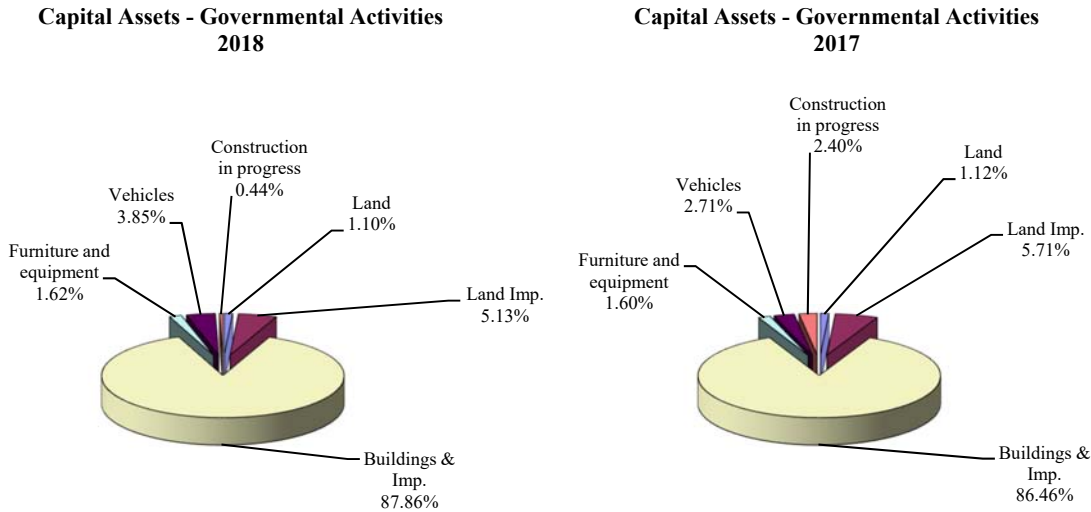 Capital Assets - Governmental Activities
2018
Construction
in progress
0.44%
Vehicles
3.85%
Land
1.10%
Furniture and
equipment
1.62%
Land Imp.
5.13%
Buildings &
Imp.
87.86%
Capital Assets - Governmental Activities
2017
Construction
in progress
2.40%
Land
1.12%
Vehicles
2.71%
Land Imp.
5.71%
Furniture and
equipment
1.60%
Buildings &
Imp.
86.46%